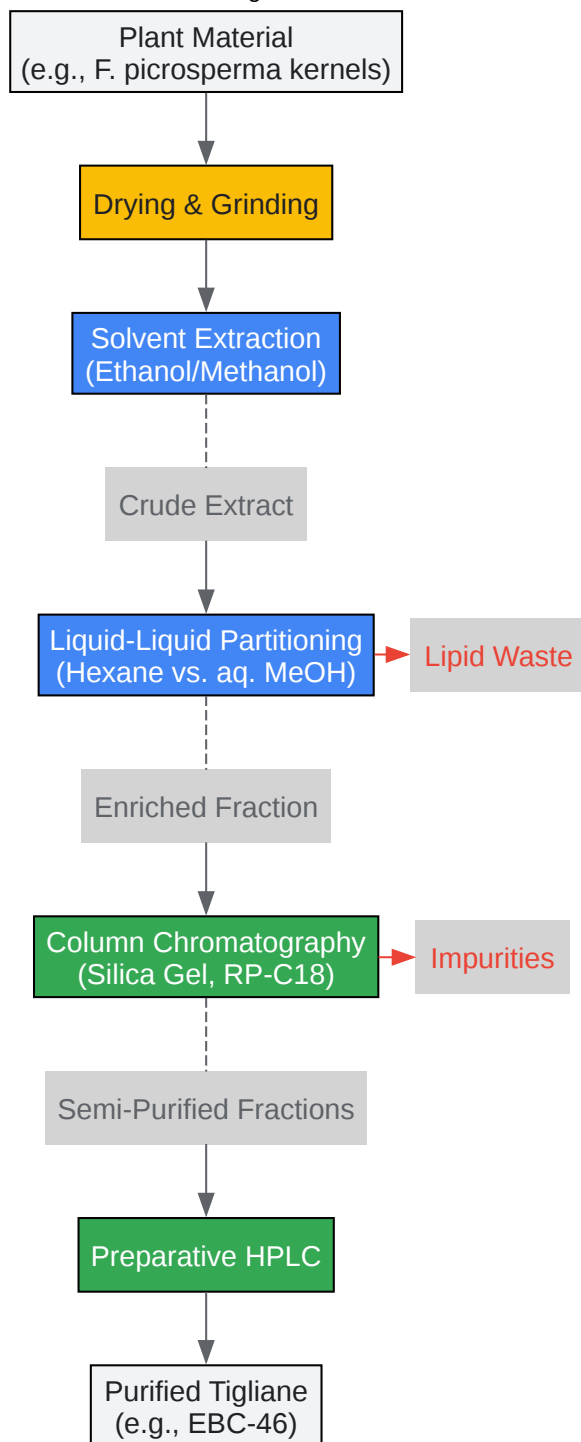 Plant Material
(e.g., F. picrosperma kernels)
Drying & Grinding
Solvent Extraction
(Ethanol/Methanol)
Crude Extract
Liquid-Liquid Partitioning
(Hexane vs. aq. MeOH)
Lipid Waste
Enriched Fraction
Column Chromatography
(Silica Gel, RP-C18)
Impurities
Semi-Purified Fractions
Preparative HPLC
Purified Tigliane
(e.g., EBC-46)